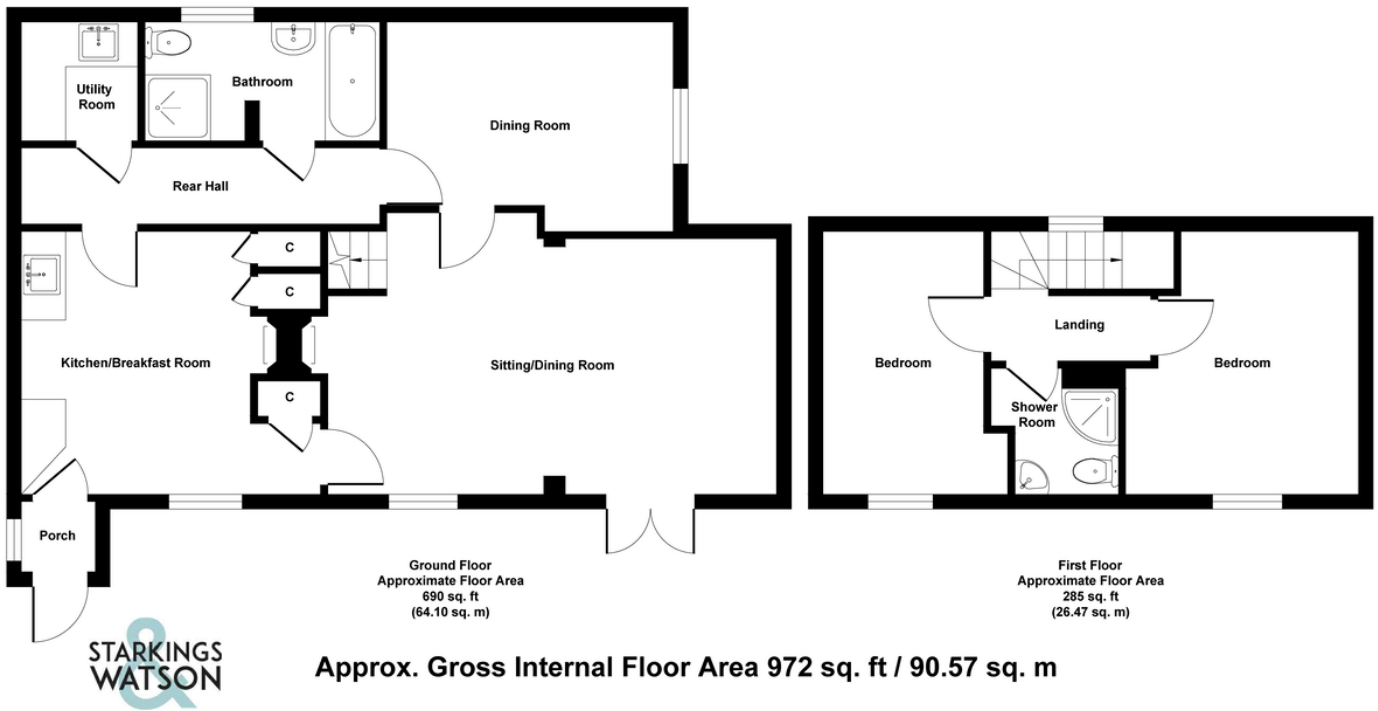 Utility
Room
Bathroom
Dining Room
Rear Hall
C
C
Kitchen/Breakfast Room
Sitting/Dining Room
C
Porch
Bedroom
Landing
Bedroom
Shower
Room
Ground Floor
Approximate Floor Area
690 sq. ft
(64.10 sq. m)
First Floor
Approximate Floor Area
285 sq. ft
(26.47 sq. m)
&
STARKINGS
WATSON
Approx. Gross Internal Floor Area 972 sq. ft / 90.57 sq. m